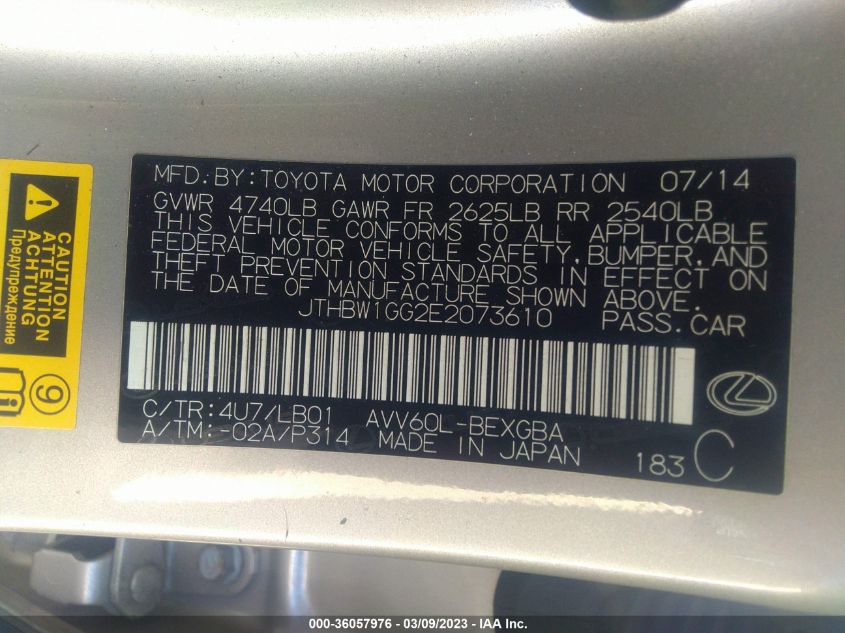 MFD.BY:TOYOTA MOTOR CORPORATION 07/14
GVWR 4740LB GAWR FR 2625LB RR 2540LB
THIS VEHICLE CONFORMS TO ALL APPLICABLE
FEDERAL MOTOR VEHICLE SAFETY,BUMPER,AND
THEFT PREVENTION STANDARDS IN EFFECT ON
THE DATE OF MANUFACTURE SHOWN ABOVE.
JTHBW1GG2E2073610 PASS.CAR
C/TR:4U7/LB01 AVV60L-BEXGBA
A/TM:-02A/P314 MADE IN JAPAN
183 C
CAUTION
ATTENTION
ACHTUNG
Предупреждение
9
000-36057976 - 03/09/2023 - IAA Inc.